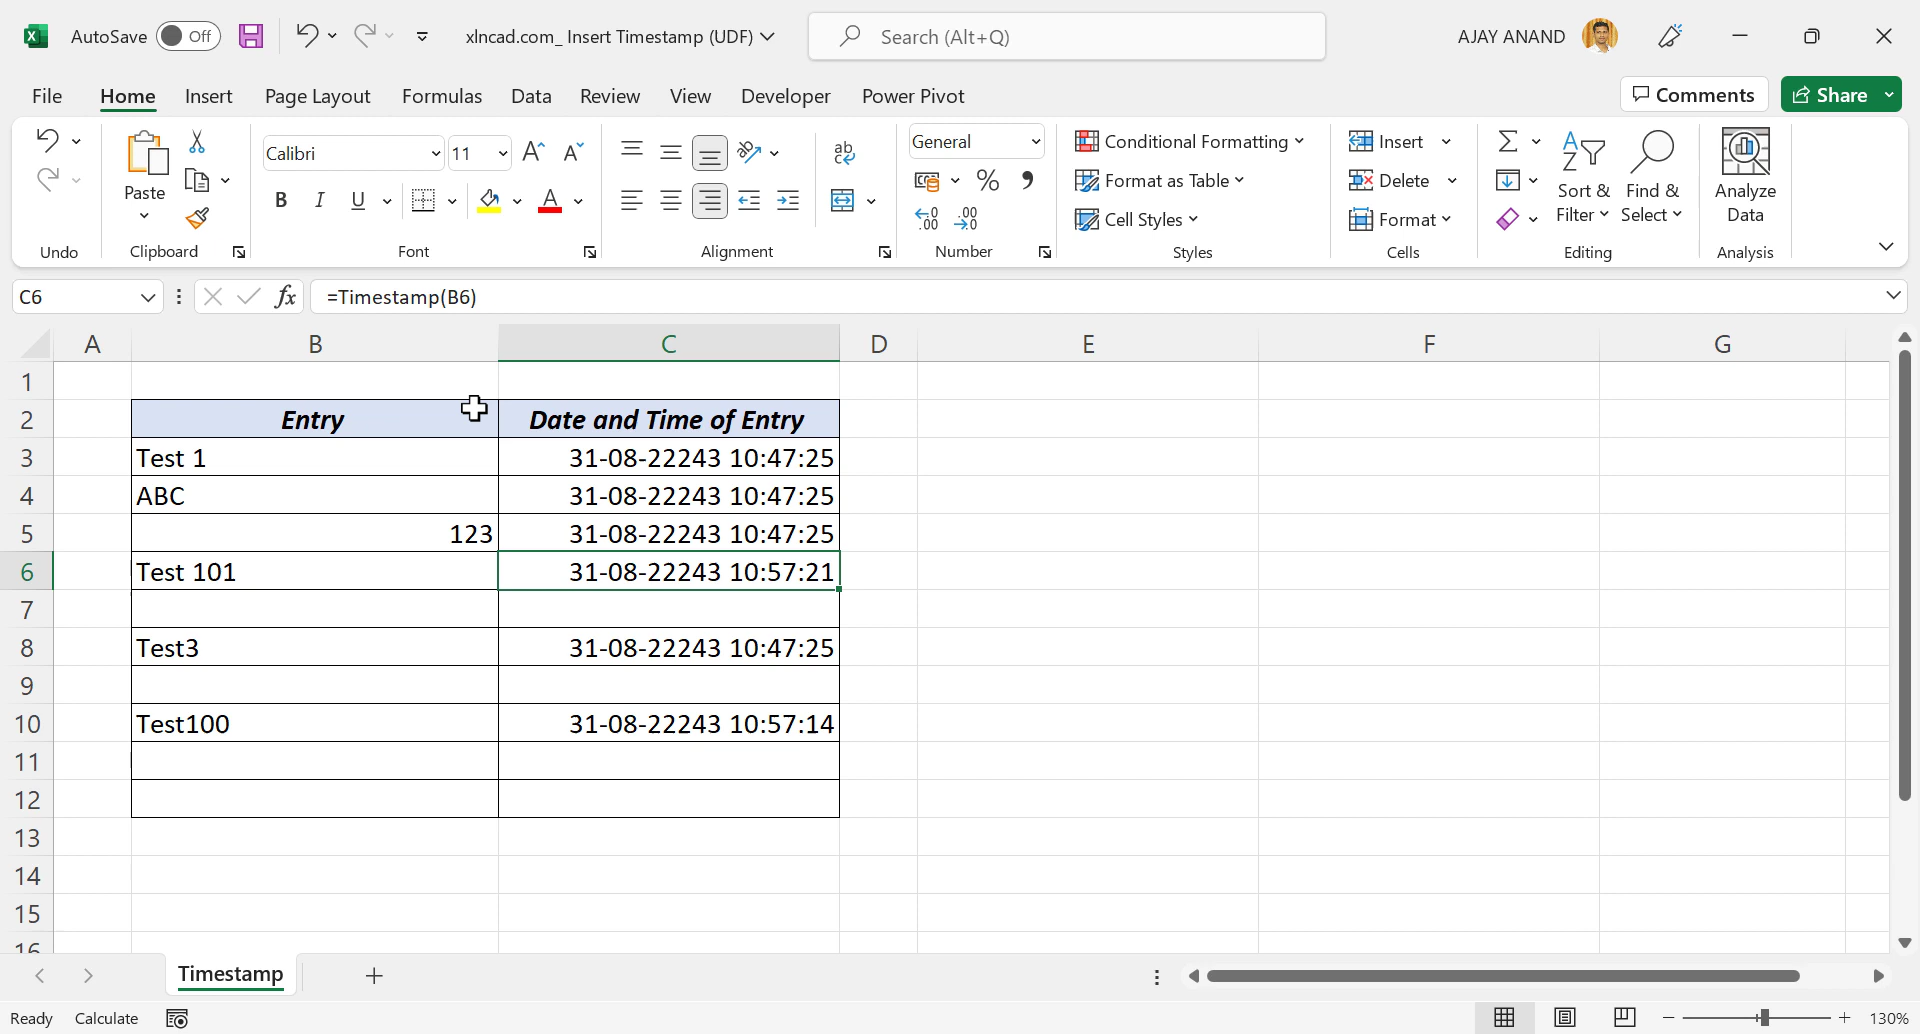 AutoSave Off xlncad.com_ Insert Timestamp (UDF) Search (Alt+Q) AJAY ANAND
File Home Insert Page Layout Formulas Data Review View Developer Power Pivot Comments Share
Paste
Undo
Clipboard
Calibri 11
B I U A
Font
ab
Alignment
General
% ,
Number
Conditional Formatting
Format as Table
Cell Styles
Styles
Insert
Delete
Format
Cells
Sort & Filter
Find & Select
Editing
Analyze Data
Analysis
C6 fx =Timestamp(B6)
A B C D E F G
1
2 Entry Date and Time of Entry
3 Test 1 31-08-22243 10:47:25
4 ABC 31-08-22243 10:47:25
5 123 31-08-22243 10:47:25
6 Test 101 31-08-22243 10:57:21
7
8 Test3 31-08-22243 10:47:25
9
10 Test100 31-08-22243 10:57:14
11
12
13
14
15
16
Timestamp
Ready Calculate 130%